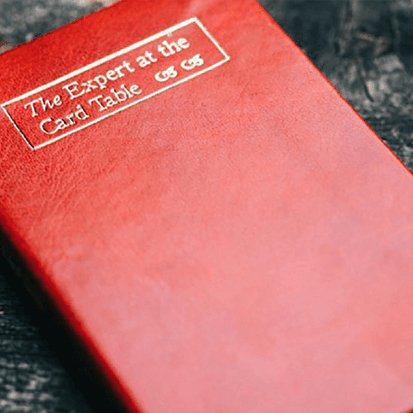 The Expert at the
Card Table